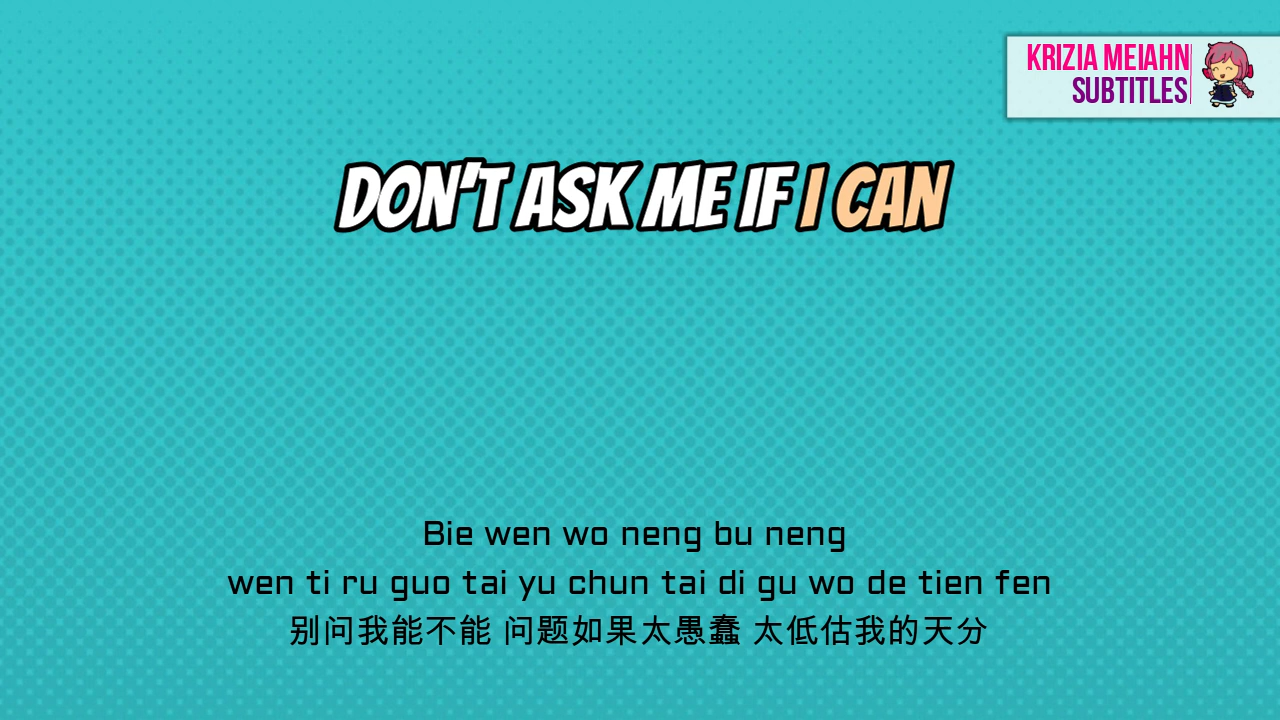 KRIZIA MEIAHN
SUBTITLES
DON'T ASK ME IF I CAN
Bie wen wo neng bu neng
wen ti ru guo tai yu chun tai di gu wo de tien fen
别问我能不能 问题如果太愚蠢 太低估我的天分